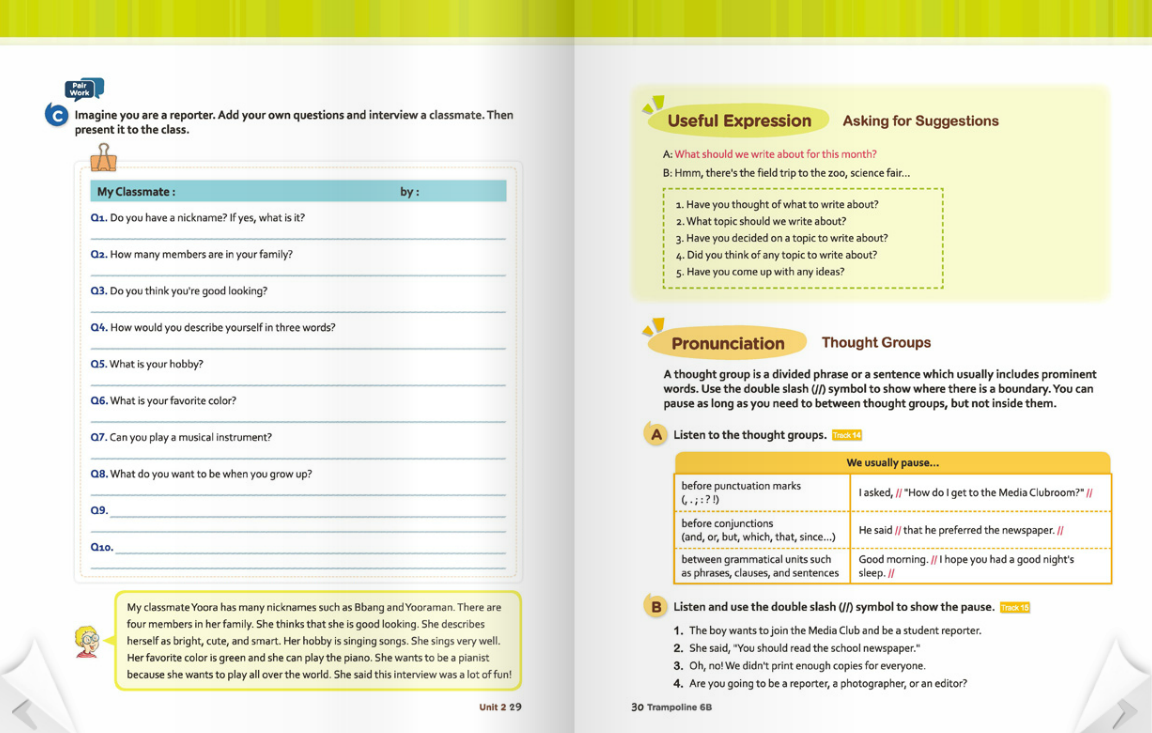 Pair
Work
C
Imagine you are a reporter. Add your own questions and interview a classmate. Then
present it to the class.
My Classmate : by :
Q1. Do you have a nickname? If yes, what is it?
Q2. How many members are in your family?
Q3. Do you think you're good looking?
Q4. How would you describe yourself in three words?
Q5. What is your hobby?
Q6. What is your favorite color?
Q7. Can you play a musical instrument?
Q8. What do you want to be when you grow up?
Q9.
Q10.
My classmate Yoora has many nicknames such as Bbang and Yooraman. There are
four members in her family. She thinks that she is good looking. She describes
herself as bright, cute, and smart. Her hobby is singing songs. She sings very well.
Her favorite color is green and she can play the piano. She wants to be a pianist
because she wants to play all over the world. She said this interview was a lot of fun!
Unit 2 29
Useful Expression Asking for Suggestions
A: What should we write about for this month?
B: Hmm, there's the field trip to the zoo, science fair...
1. Have you thought of what to write about?
2. What topic should we write about?
3. Have you decided on a topic to write about?
4. Did you think of any topic to write about?
5. Have you come up with any ideas?
Pronunciation Thought Groups
A thought group is a divided phrase or a sentence which usually includes prominent
words. Use the double slash (//) symbol to show where there is a boundary. You can
pause as long as you need to between thought groups, but not inside them.
A Listen to the thought groups. Track 14
We usually pause...
before punctuation marks
(, . ; : ? !)
I asked, // "How do I get to the Media Clubroom?" //
before conjunctions
(and, or, but, which, that, since...)
He said // that he preferred the newspaper. //
between grammatical units such
as phrases, clauses, and sentences
Good morning. // I hope you had a good night's
sleep. //
B Listen and use the double slash (//) symbol to show the pause. Track 15
1. The boy wants to join the Media Club and be a student reporter.
2. She said, "You should read the school newspaper."
3. Oh, no! We didn't print enough copies for everyone.
4. Are you going to be a reporter, a photographer, or an editor?
30 Trampoline 6B